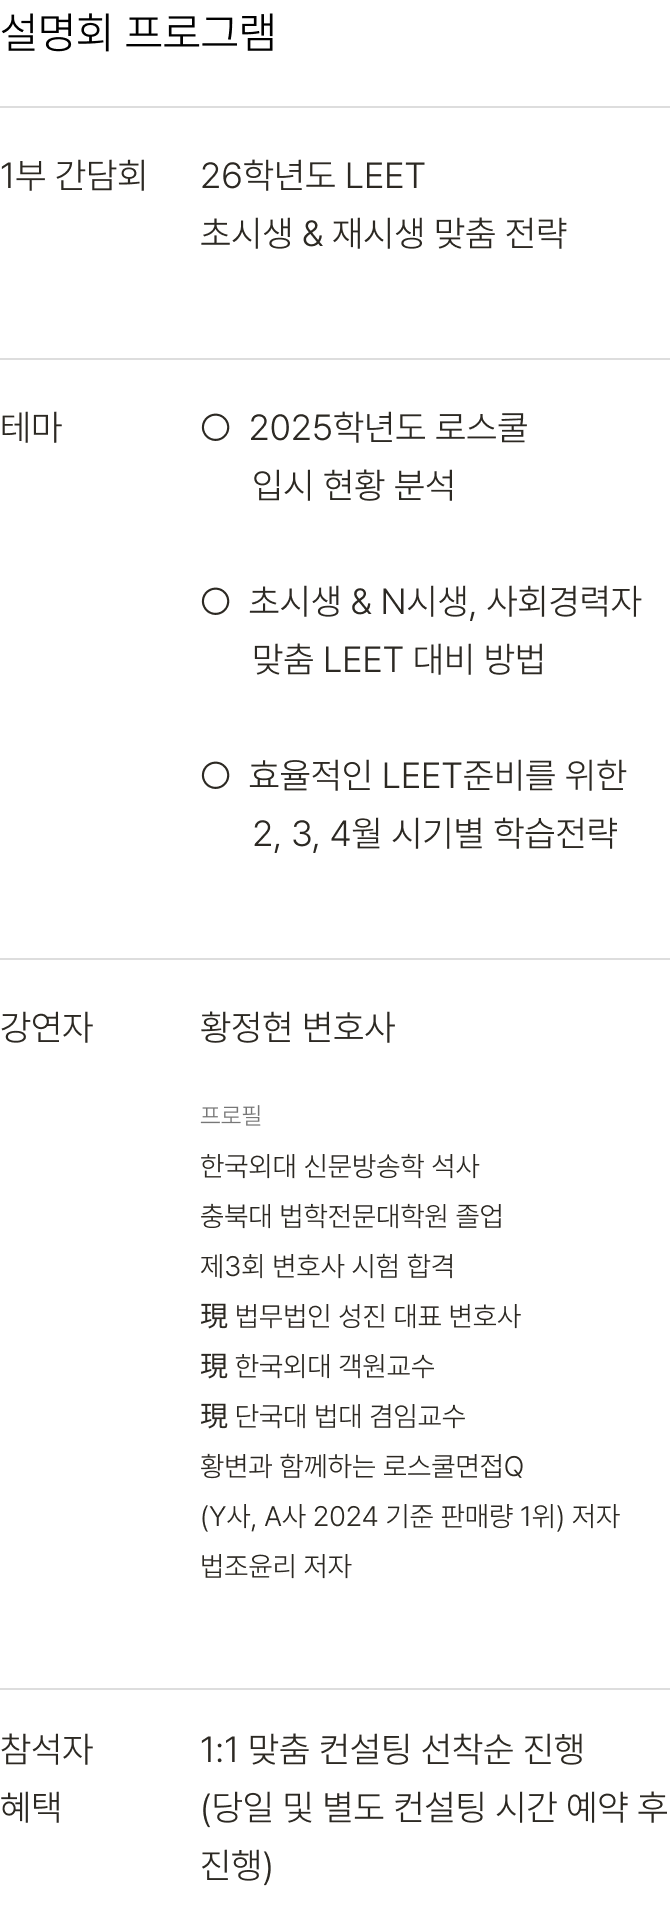 설명회 프로그램
1부 간담회
26학년도 LEET
초시생 & 재시생 맞춤 전략
테마
○ 2025학년도 로스쿨
입시 현황 분석
○ 초시생 & N시생, 사회경력자
맞춤 LEET 대비 방법
○ 효율적인 LEET준비를 위한
2, 3, 4월 시기별 학습전략
강연자
황정현 변호사
프로필
한국외대 신문방송학 석사
충북대 법학전문대학원 졸업
제3회 변호사 시험 합격
現 법무법인 성진 대표 변호사
現 한국외대 객원교수
現 단국대 법대 겸임교수
황변과 함께하는 로스쿨면접Q
(Y사, A사 2024 기준 판매량 1위) 저자
법조윤리 저자
참석자
혜택
1:1 맞춤 컨설팅 선착순 진행
(당일 및 별도 컨설팅 시간 예약 후
진행)